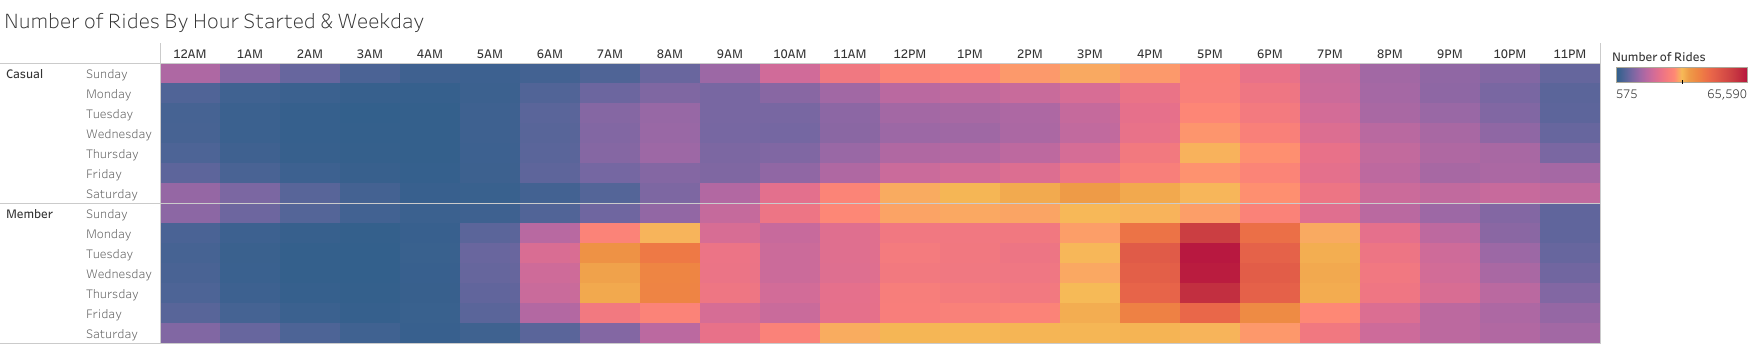 Number of Rides By Hour Started & Weekday
12AM 1AM 2AM 3AM 4AM 5AM 6AM 7AM 8AM 9AM 10AM 11AM 12PM 1PM 2PM 3PM 4PM 5PM 6PM 7PM 8PM 9PM 10PM 11PM
Casual Sunday
Monday
Tuesday
Wednesday
Thursday
Friday
Saturday
Member Sunday
Monday
Tuesday
Wednesday
Thursday
Friday
Saturday
Number of Rides
575 65,590